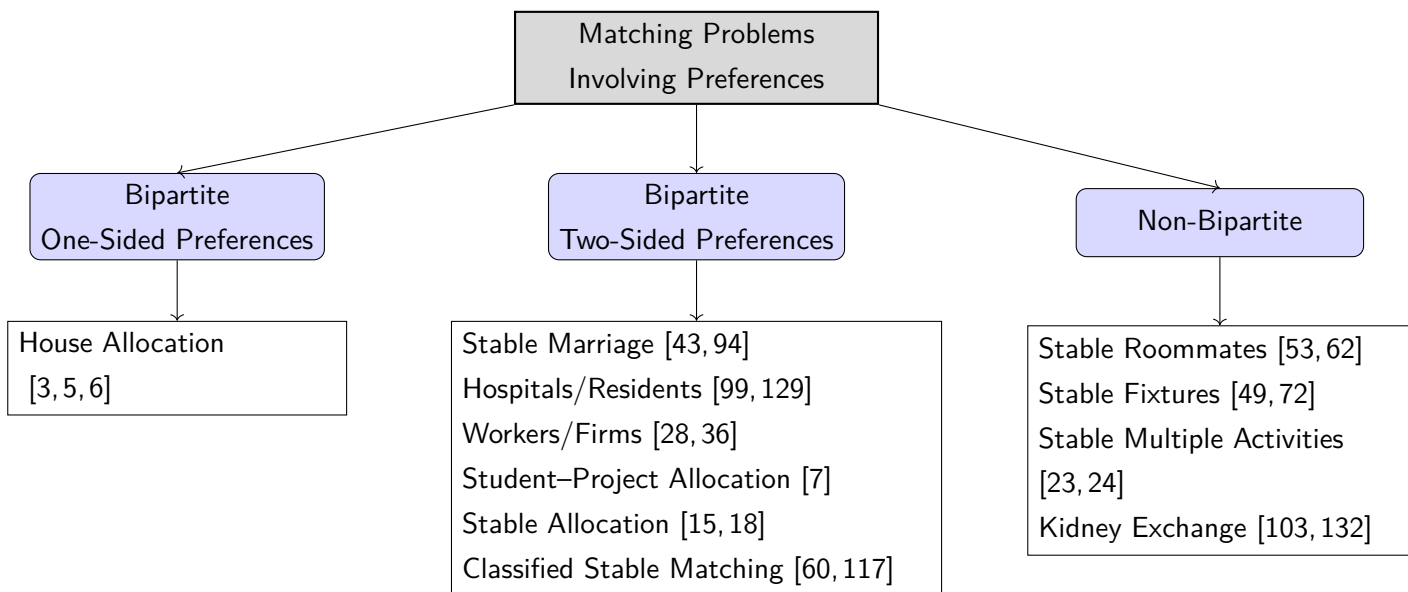 Matching Problems
Involving Preferences
Bipartite
One-Sided Preferences
Bipartite
Two-Sided Preferences
Non-Bipartite
House Allocation
[3, 5, 6]
Stable Marriage [43, 94]
Hospitals/Residents [99, 129]
Workers/Firms [28, 36]
Student–Project Allocation [7]
Stable Allocation [15, 18]
Classified Stable Matching [60, 117]
Stable Roommates [53, 62]
Stable Fixtures [49, 72]
Stable Multiple Activities
[23, 24]
Kidney Exchange [103, 132]